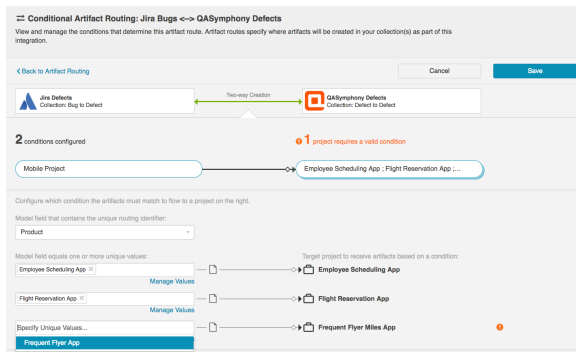 Conditional Artifact Routing: Jira Bugs <–> QASymphony Defects
View and manage the conditions that determine this artifact route. Artifact routes specify where artifacts will be created in your collection(s) as part of this
integration.
Back to Artifact Routing
Cancel
Save
Jira Defects
Collection: Bug to Defect
Two-way Creation
QASymphony Defects
Collection: Defect to Defect
2 conditions configured
1 project requires a valid condition
Mobile Project
Employee Scheduling App ; Flight Reservation App ;...
Configure which condition the artifacts must match to flow to a project on the right.
Model field that contains the unique routing identifier:
Product
Model field equals one or more unique values:
Target project to receive artifacts based on a condition:
Employee Scheduling App
Employee Scheduling App
Manage Values
Flight Reservation App
Flight Reservation App
Manage Values
Specify Unique Values...
Frequent Flyer Miles App
Frequent Flyer App